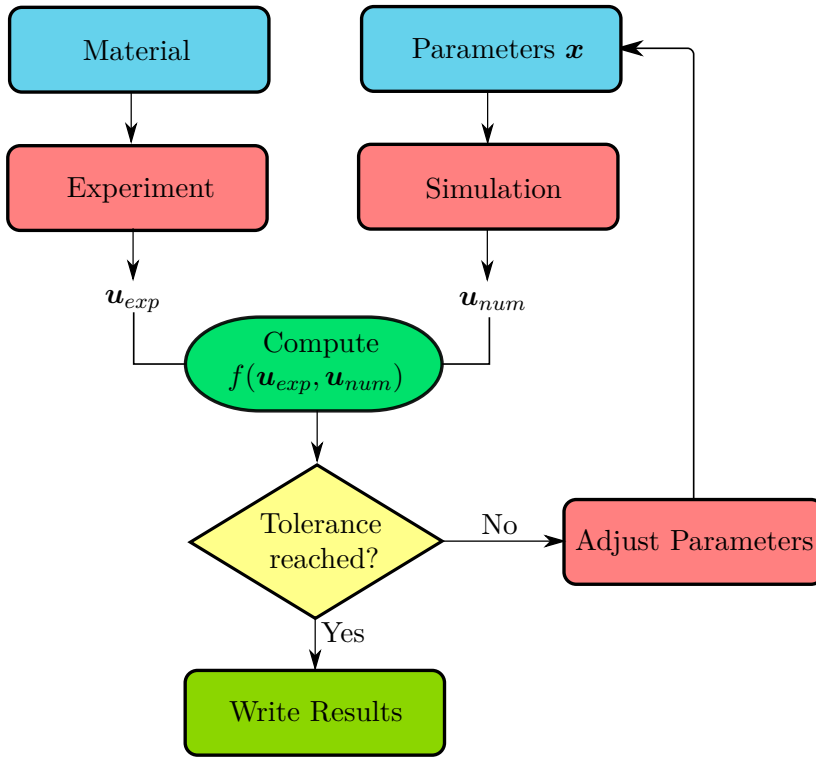 Material
Parameters x
Experiment
Simulation
u_exp
u_num
Compute
f(u_exp, u_num)
Tolerance
reached?
No
Adjust Parameters
Yes
Write Results